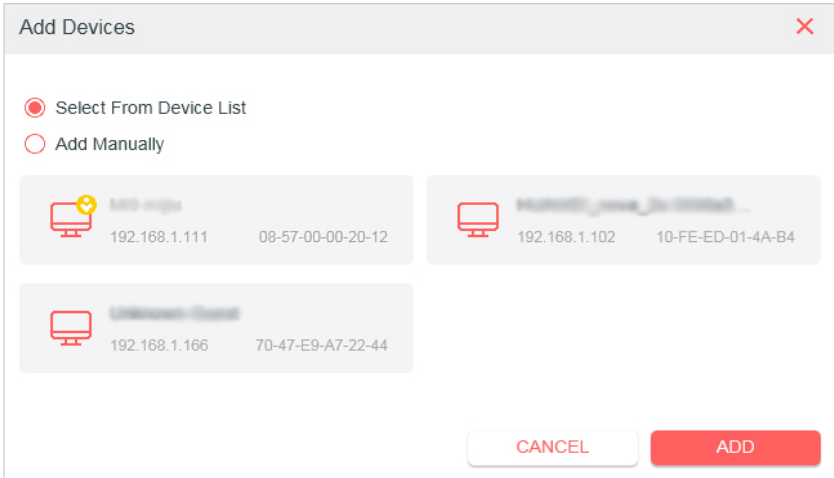 Add Devices
Select From Device List
Add Manually
192.168.1.111 08-57-00-00-20-12
192.168.1.102 10-FE-ED-01-4A-B4
192.168.1.166 70-47-E9-A7-22-44
CANCEL ADD